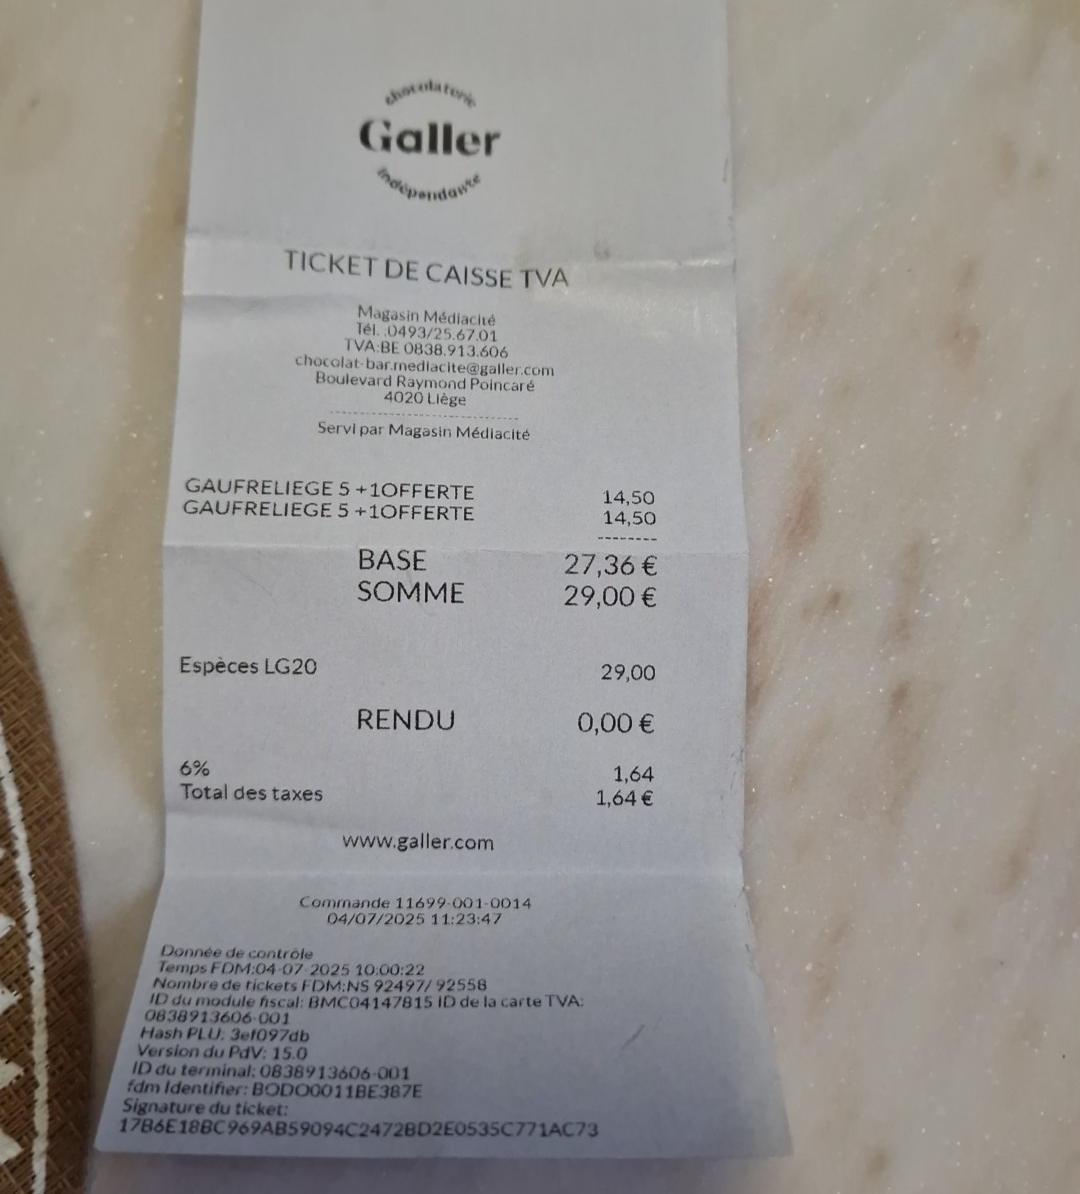 chocolaterie
Galler
indépendante
TICKET DE CAISSE TVA
Magasin Médiacité
Tél. :0493/25.67.01
TVA:BE 0838.913.606
chocolat-bar.mediacite@galler.com
Boulevard Raymond Poincaré
4020 Liège
Servi par Magasin Médiacité
GAUFRELIEGE 5 +1OFFERTE 14,50
GAUFRELIEGE 5 +1OFFERTE 14,50
BASE 27,36 €
SOMME 29,00 €
Espèces LG20 29,00
RENDU 0,00 €
6% 1,64
Total des taxes 1,64 €
www.galler.com
Commande 11699-001-0014
04/07/2025 11:23:47
Donnée de contrôle
Temps FDM:04-07-2025 10:00:22
Nombre de tickets FDM:NS 92497/ 92558
ID du module fiscal: BMC04147815 ID de la carte TVA:
0838913606-001
Hash PLU: 3ef097db
Version du PdV: 15.0
ID du terminal: 0838913606-001
fdm Identifier: BODO0011BE387E
Signature du ticket:
17B6E18BC969AB59094C2472BD2E0535C771AC73